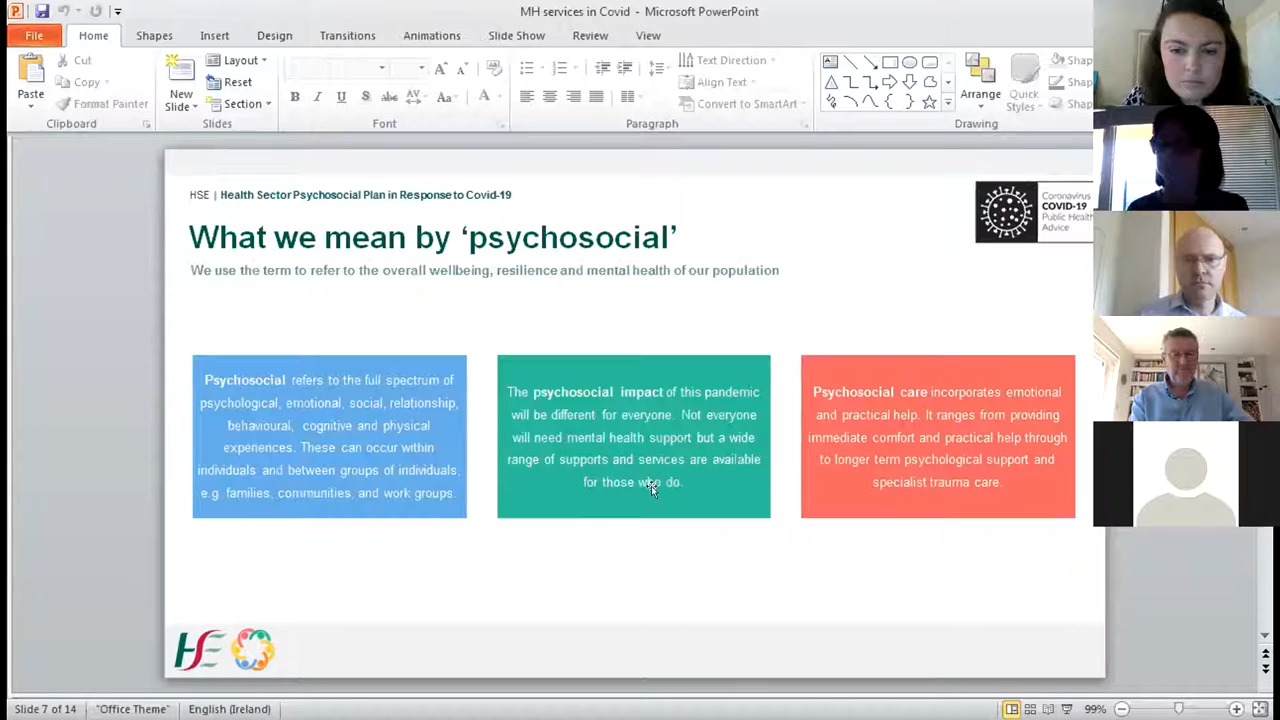 MH services in Covid - Microsoft PowerPoint
File Home Shapes Insert Design Transitions Animations Slide Show Review View
Paste
Cut
Copy
Format Painter
Clipboard
New
Slide
Layout
Reset
Section
Slides
B I U S abc AV Aa A
Font
Text Direction
Align Text
Convert to SmartArt
Paragraph
Arrange
Quick
Styles
Shap
Shap
Shap
Drawing
HSE | Health Sector Psychosocial Plan in Response to Covid-19
What we mean by ‘psychosocial’
We use the term to refer to the overall wellbeing, resilience and mental health of our population
Coronavirus
COVID-19
Public Health
Advice
Psychosocial refers to the full spectrum of
psychological, emotional, social, relationship,
behavioural, cognitive and physical
experiences. These can occur within
individuals and between groups of individuals,
e.g. families, communities, and work groups.
The psychosocial impact of this pandemic
will be different for everyone. Not everyone
will need mental health support but a wide
range of supports and services are available
for those who do.
Psychosocial care incorporates emotional
and practical help. It ranges from providing
immediate comfort and practical help through
to longer term psychological support and
specialist trauma care.
HSE
Slide 7 of 14 "Office Theme" English (Ireland) 99%